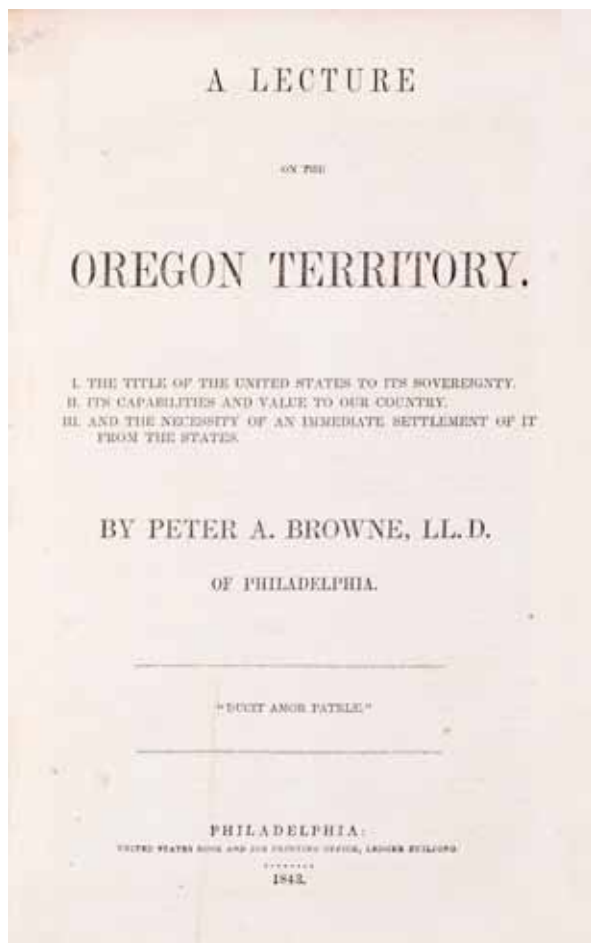 A LECTURE
ON THE
OREGON TERRITORY.
I. THE TITLE OF THE UNITED STATES TO ITS SOVEREIGNTY.
II. ITS CAPABILITIES AND VALUE TO OUR COUNTRY.
III. AND THE NECESSITY OF AN IMMEDIATE SETTLEMENT OF IT
FROM THE STATES.
BY PETER A. BROWNE, LL.D.
OF PHILADELPHIA.
"DUCIT AMOR PATRIÆ."
PHILADELPHIA:
UNITED STATES BOOK AND JOB PRINTING OFFICE, LEDGER BUILDING.
1843.